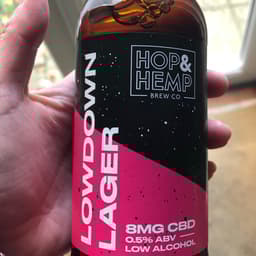 HOP&
HEMP
BREW CO.
LOWDOWN
LAGER
8MG CBD
0.5% ABV
LOW ALCOHOL